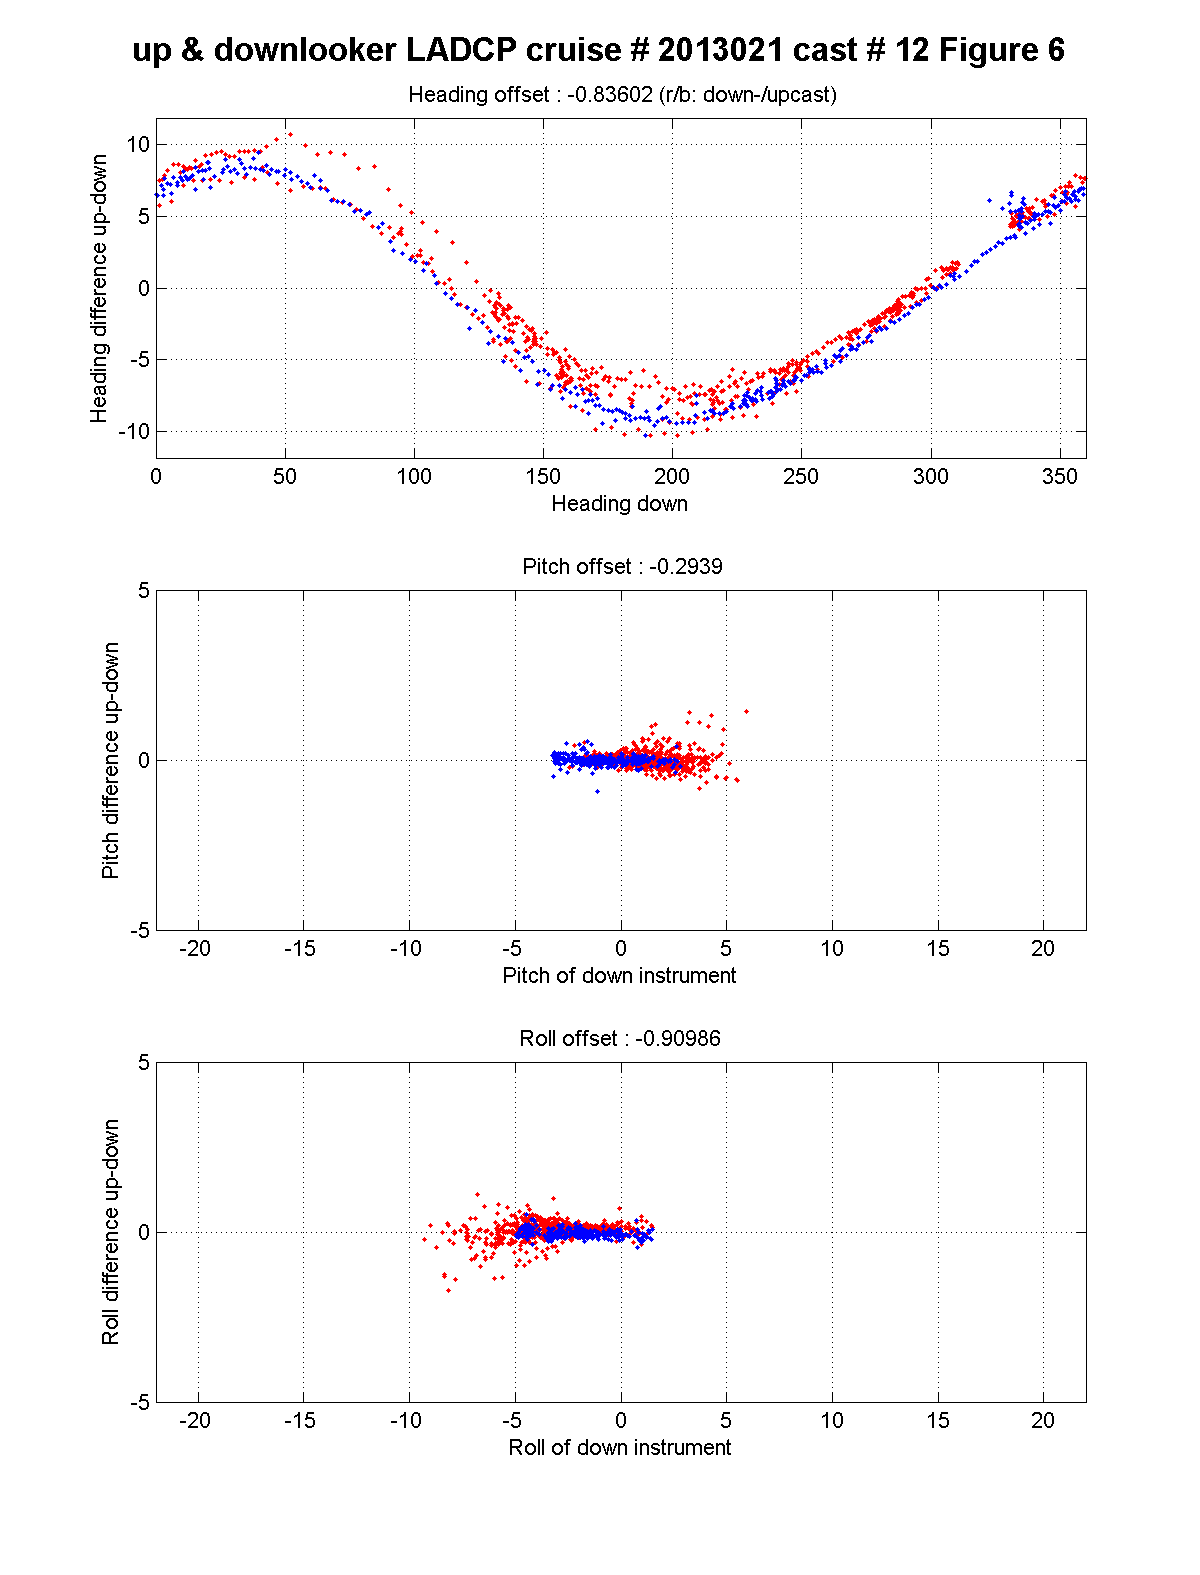 up & downlooker LADCP cruise # 2013021 cast # 12 Figure 6
Heading offset : -0.83602 (r/b: down-/upcast)
Heading difference up-down
10
5
0
-5
-10
0 50 100 150 200 250 300 350
Heading down
Pitch offset : -0.2939
Pitch difference up-down
5
0
-5
-20 -15 -10 -5 0 5 10 15 20
Pitch of down instrument
Roll offset : -0.90986
Roll difference up-down
5
0
-5
-20 -15 -10 -5 0 5 10 15 20
Roll of down instrument